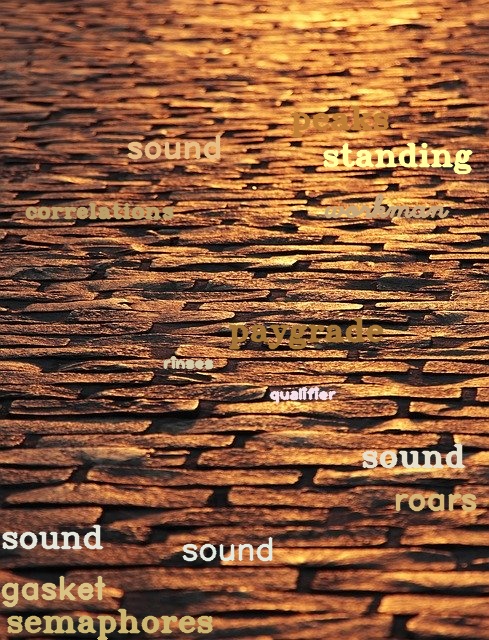 peaks
sound
standing
correlations
workman
paygrade
rinses
qualifier
sound
roars
sound
sound
gasket
semaphores